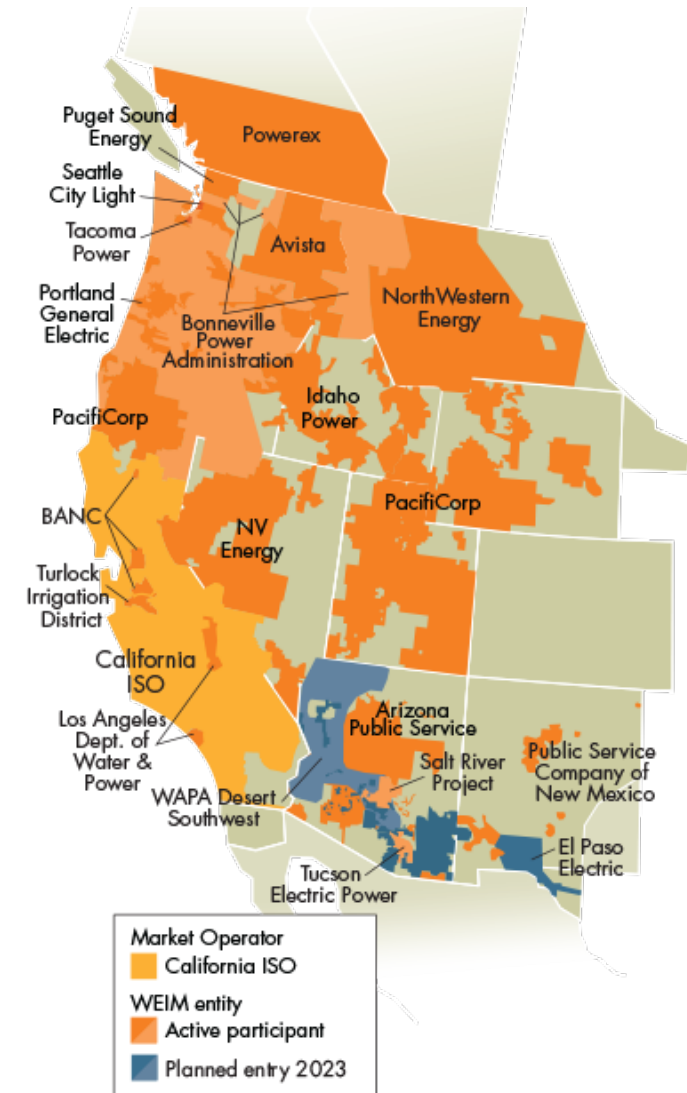 Powerex
Puget Sound
Energy
Seattle
City Light
Tacoma
Power
Avista
Portland
General
Electric
NorthWestern
Energy
Bonneville
Power
Administration
PacifiCorp
Idaho
Power
BANC
NV
Energy
PacifiCorp
Turlock
Irrigation
District
California
ISO
Los Angeles
Dept. of
Water &
Power
Arizona
Public Service
Salt River
Project
Public Service
Company of
New Mexico
WAPA Desert
Southwest
El Paso
Electric
Tucson
Electric Power
Market Operator
California ISO
WEIM entity
Active participant
Planned entry 2023